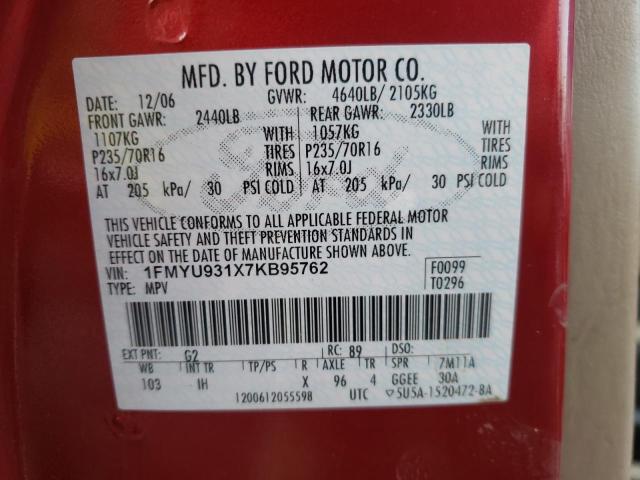 MFD. BY FORD MOTOR CO.
DATE: 12/06 GVWR: 4640LB/ 2105KG
FRONT GAWR: 2440LB REAR GAWR: 2330LB
1107KG WITH 1057KG WITH
P235/70R16 TIRES P235/70R16 TIRES
16x7.0J RIMS 16x7.0J RIMS
AT 205 kPa/ 30 PSI COLD AT 205 kPa/ 30 PSI COLD
THIS VEHICLE CONFORMS TO ALL APPLICABLE FEDERAL MOTOR
VEHICLE SAFETY AND THEFT PREVENTION STANDARDS IN
EFFECT ON THE DATE OF MANUFACTURE SHOWN ABOVE.
VIN: 1FMYU931X7KB95762 F0099
TYPE: MPV T0296
EXT PNT: G2 RC: 89 DSO:
WB INT TR TP/PS R AXLE TR SPR 7M11A
103 IH X 96 4 GGEE 30A
1200612055598 UTC ▽5U5A-1520472-8A
Ford